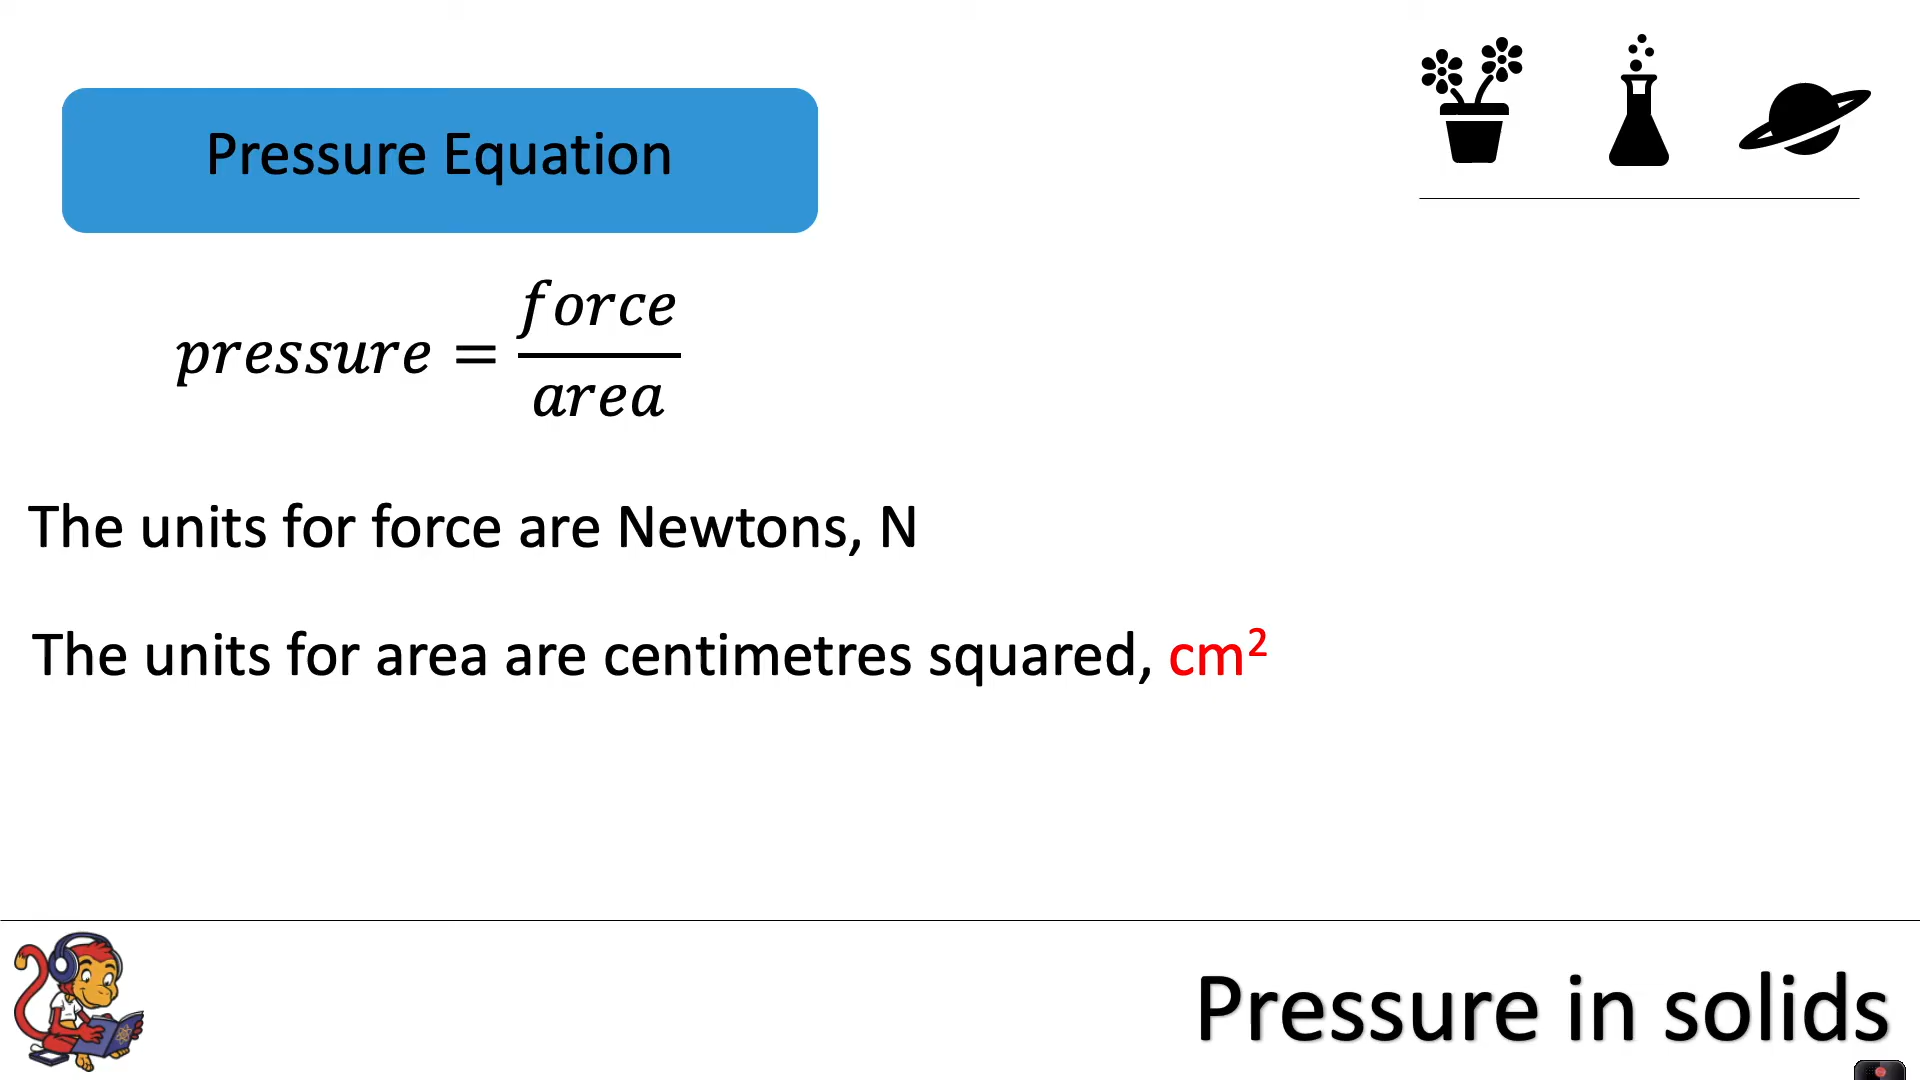 Pressure Equation
pressure = force/area
The units for force are Newtons, N
The units for area are centimetres squared, cm²
Pressure in solids